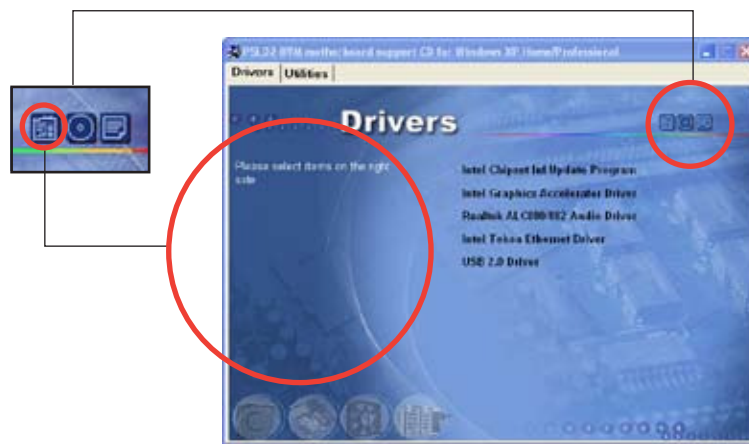 P5LD2-VM motherboard support CD for Windows XP Home/Professional
Drivers Utilities
Drivers
Please select items on the right
side
Intel Chipset Inf Update Program
Intel Graphics Accelerator Driver
Realtek ALC880/882 Audio Driver
Intel Tekoa Ethernet Driver
USB 2.0 Driver